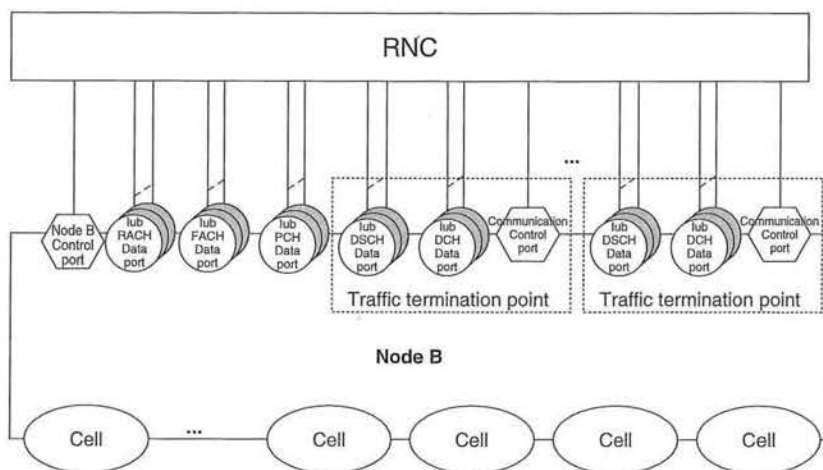 RNC
...
Node B
Control
port
Iub
RACH
Data
port
Iub
FACH
Data
port
Iub
PCH
Data
port
Iub
DSCH
Data
port
Iub
DCH
Data
port
Communication
Control
port
Iub
DSCH
Data
port
Iub
DCH
Data
port
Communication
Control
port
Traffic termination point
Traffic termination point
Node B
Cell
...
Cell
Cell
Cell
Cell